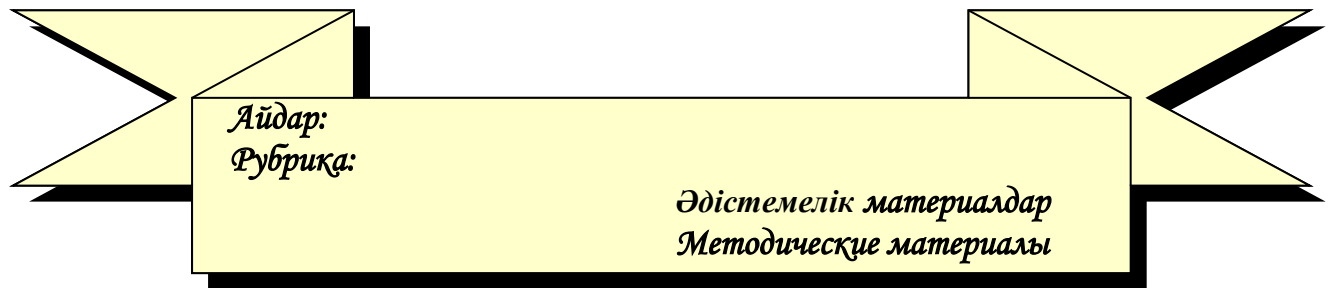 Айдар:
Рубрика:
Әдістемелік материалдар
Методические материалы